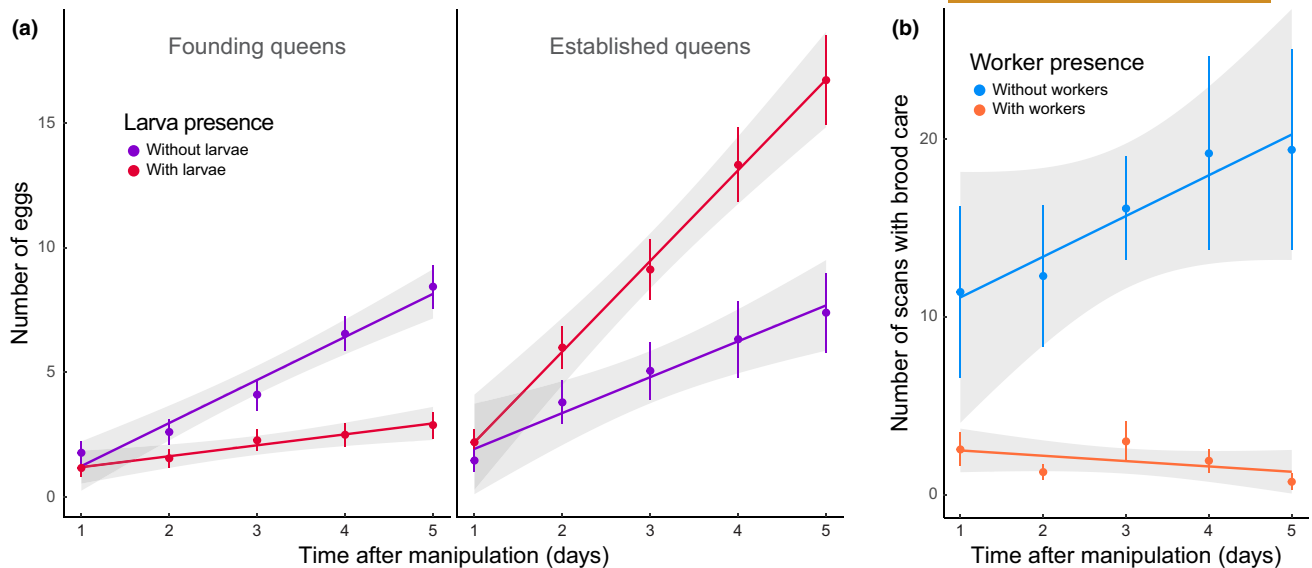 (a)
Founding queens
Established queens
Larva presence
Without larvae
With larvae
Number of eggs
15
10
5
0
1 2 3 4 5
1 2 3 4 5
Time after manipulation (days)
(b)
Worker presence
Without workers
With workers
Number of scans with brood care
20
10
0
1 2 3 4 5
Time after manipulation (days)